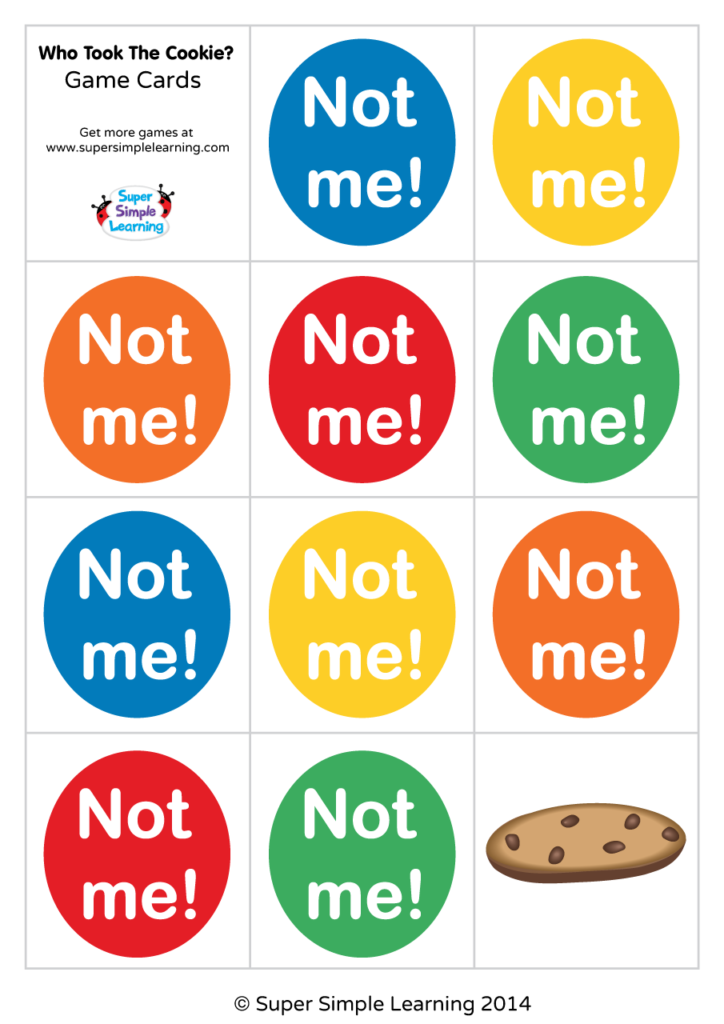 Who Took The Cookie?
Game Cards
Get more games at
www.supersimplelearning.com
Super
Simple
Learning
Not
me!
Not
me!
Not
me!
Not
me!
Not
me!
Not
me!
Not
me!
Not
me!
Not
me!
Not
me!
© Super Simple Learning 2014